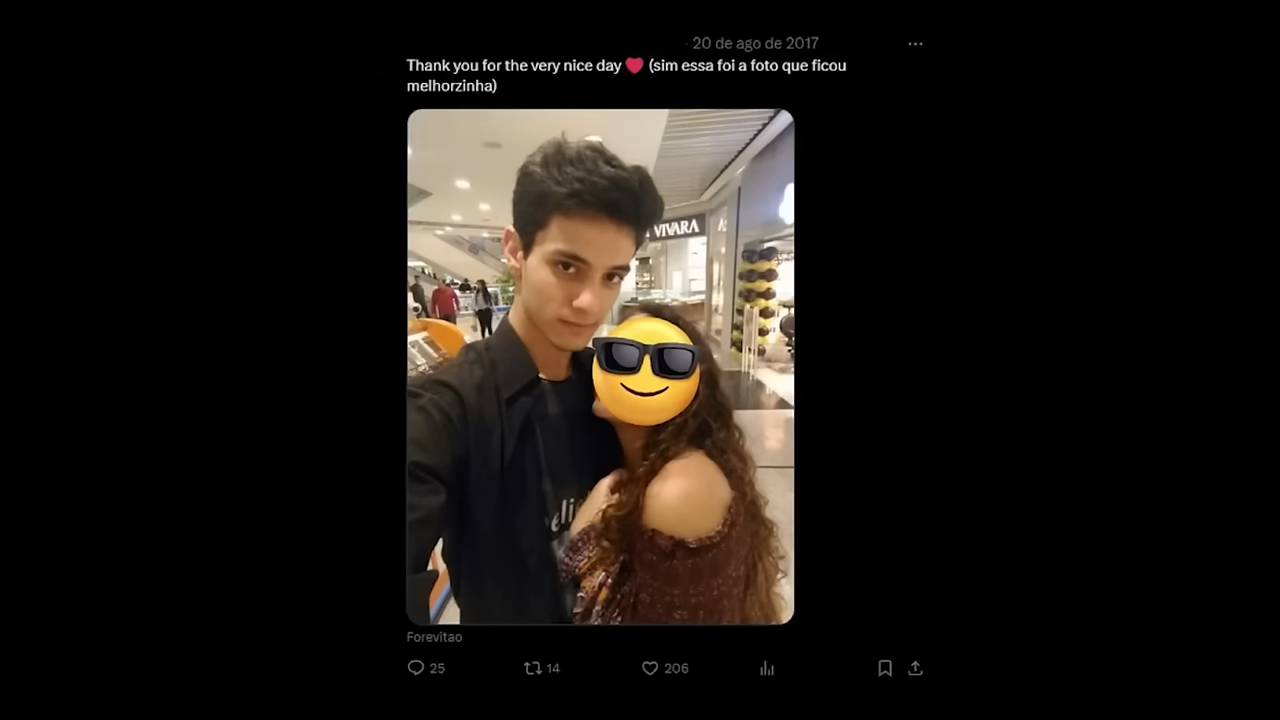 · 20 de ago de 2017
Thank you for the very nice day ❤️ (sim essa foi a foto que ficou
melhorzinha)
VIVARA
eli
Forevitao
25 14 206